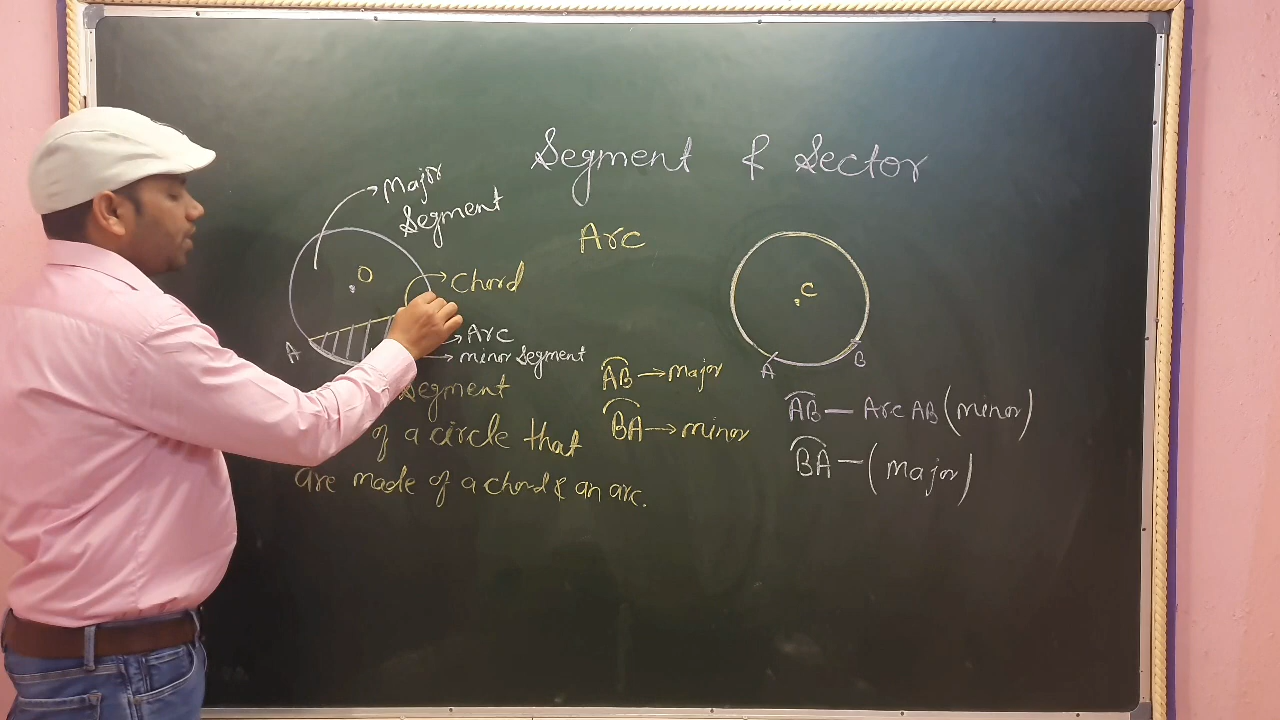 Segment & Sector
Major
Segment
Arc
O
Chord
C
A
Arc
minor Segment
A
B
Segment
of a circle that
are made of a chord & an arc.
AB → major
BA → minor
AB — Arc AB (minor)
BA — (major)